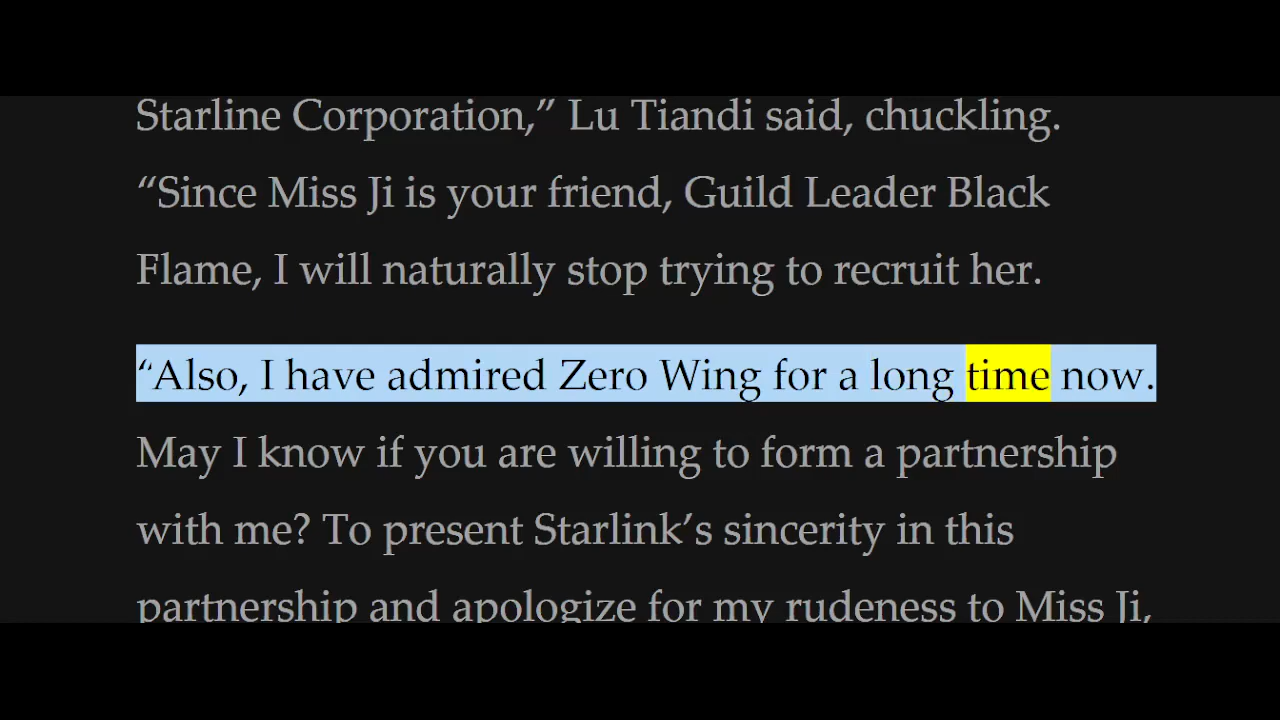 Starline Corporation,” Lu Tiandi said, chuckling.
“Since Miss Ji is your friend, Guild Leader Black
Flame, I will naturally stop trying to recruit her.
“Also, I have admired Zero Wing for a long time now.
May I know if you are willing to form a partnership
with me? To present Starlink’s sincerity in this
partnership and apologize for my rudeness to Miss Ji,